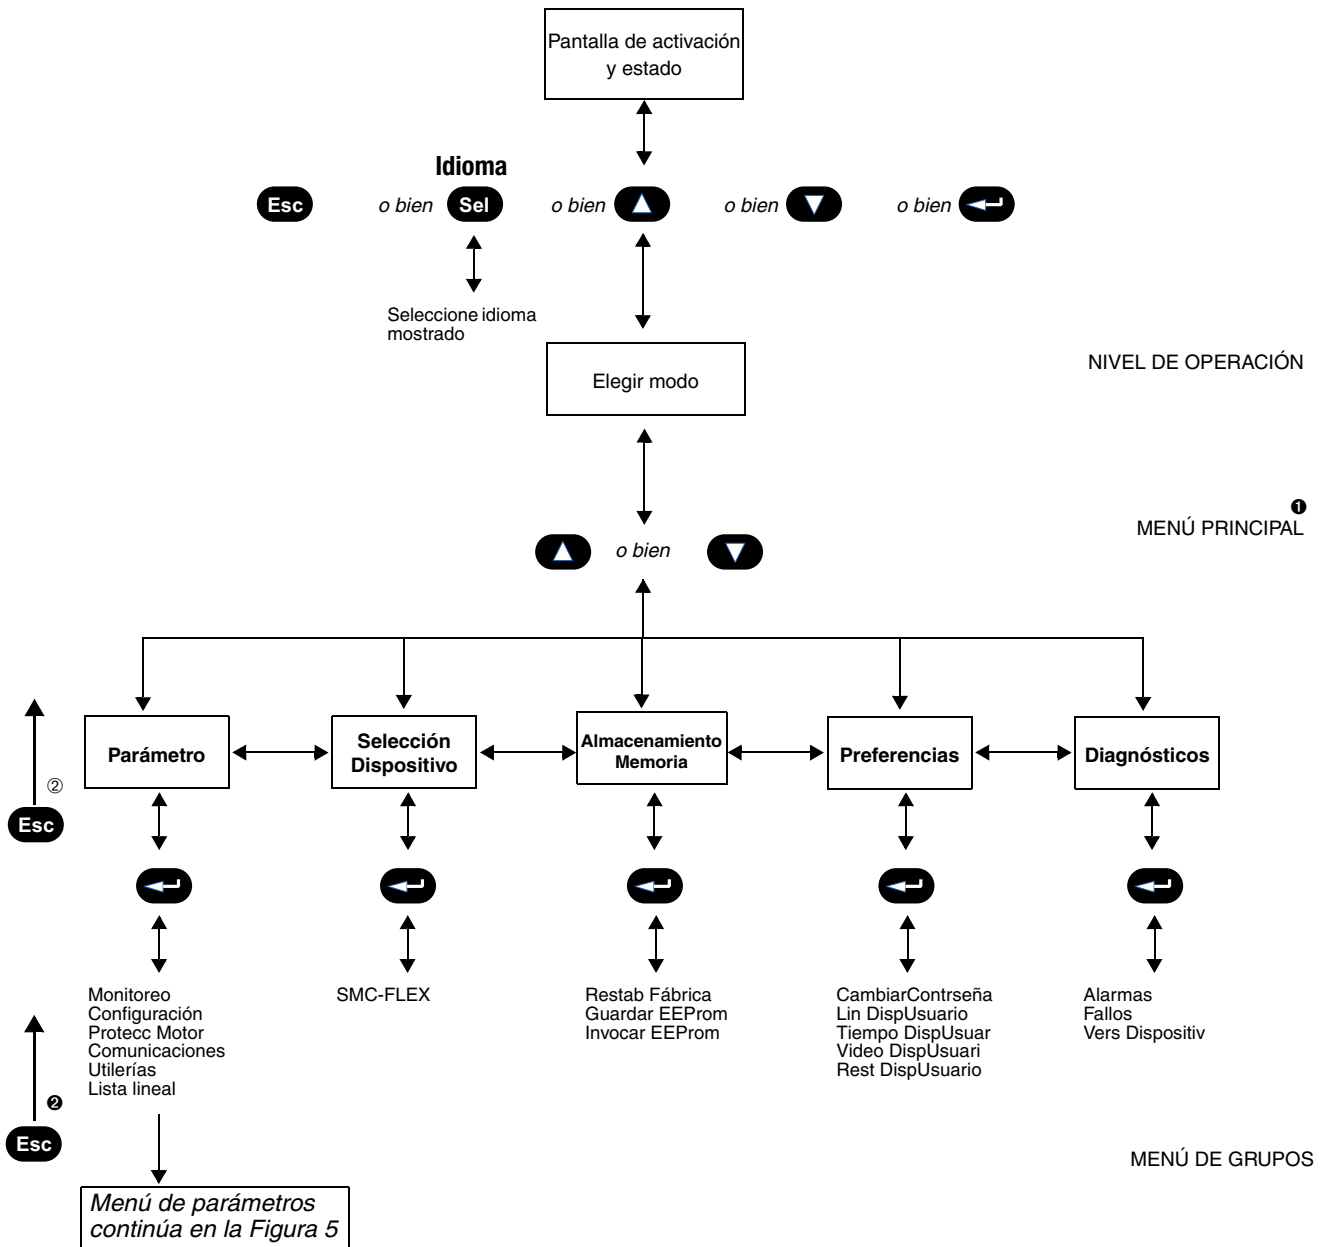 Pantalla de activación
y estado
Idioma
Esc
o bien
Sel
o bien
o bien
o bien
Seleccione idioma
mostrado
Elegir modo
NIVEL DE OPERACIÓN
❶
MENÚ PRINCIPAL
o bien
Parámetro
Selección
Dispositivo
Almacenamiento
Memoria
Preferencias
Diagnósticos
②
Esc
Monitoreo
Configuración
Protecc Motor
Comunicaciones
Utilerías
Lista lineal
SMC-FLEX
Restab Fábrica
Guardar EEProm
Invocar EEProm
CambiarContrseña
Lin DispUsuario
Tiempo DispUsuar
Video DispUsuari
Rest DispUsuario
Alarmas
Fallos
Vers Dispositiv
❷
Esc
MENÚ DE GRUPOS
Menú de parámetros
continúa en la Figura 5